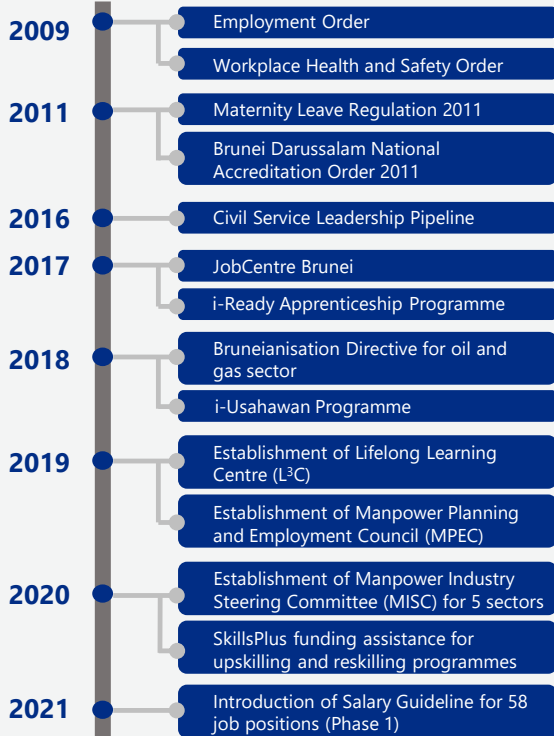 2009
Employment Order
Workplace Health and Safety Order
2011
Maternity Leave Regulation 2011
Brunei Darussalam National
Accreditation Order 2011
2016
Civil Service Leadership Pipeline
2017
JobCentre Brunei
i-Ready Apprenticeship Programme
2018
Bruneianisation Directive for oil and
gas sector
i-Usahawan Programme
2019
Establishment of Lifelong Learning
Centre (L³C)
Establishment of Manpower Planning
and Employment Council (MPEC)
2020
Establishment of Manpower Industry
Steering Committee (MISC) for 5 sectors
SkillsPlus funding assistance for
upskilling and reskilling programmes
2021
Introduction of Salary Guideline for 58
job positions (Phase 1)